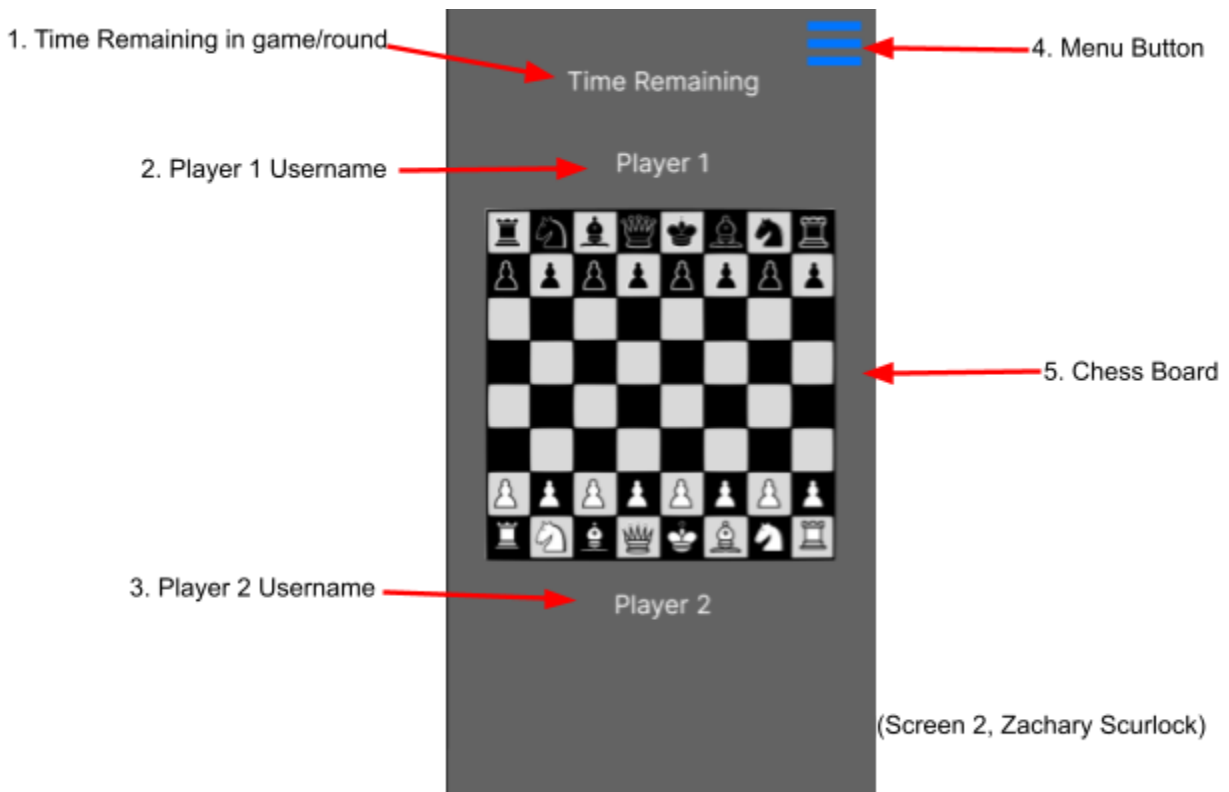 1. Time Remaining in game/round
4. Menu Button
Time Remaining
2. Player 1 Username
Player 1
5. Chess Board
3. Player 2 Username
Player 2
(Screen 2, Zachary Scurlock)